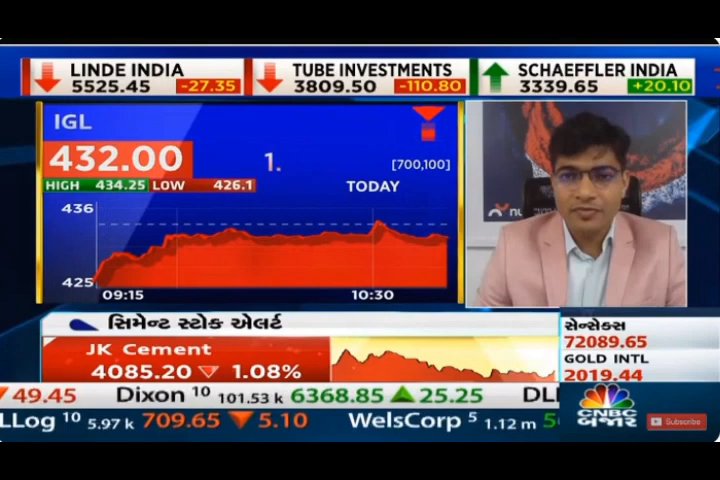 LINDE INDIA
5525.45 -27.35
TUBE INVESTMENTS
3809.50 -110.80
SCHAEFFLER INDIA
3339.65 +20.10
IGL
432.00
1.
[700,100]
HIGH 434.25 LOW 426.1
TODAY
436
425
09:15 10:30
સિમેન્ટ સ્ટોક એલર્ટ
JK Cement
4085.20 1.08%
સેન્સેક્સ
72089.65
GOLD INTL
2019.44
49.45 Dixon 10 101.53 k 6368.85 25.25
LLog 10 5.97 k 709.65 5.10 WelsCorp 5 1.12 m
CNBC
બજાર
Subscribe